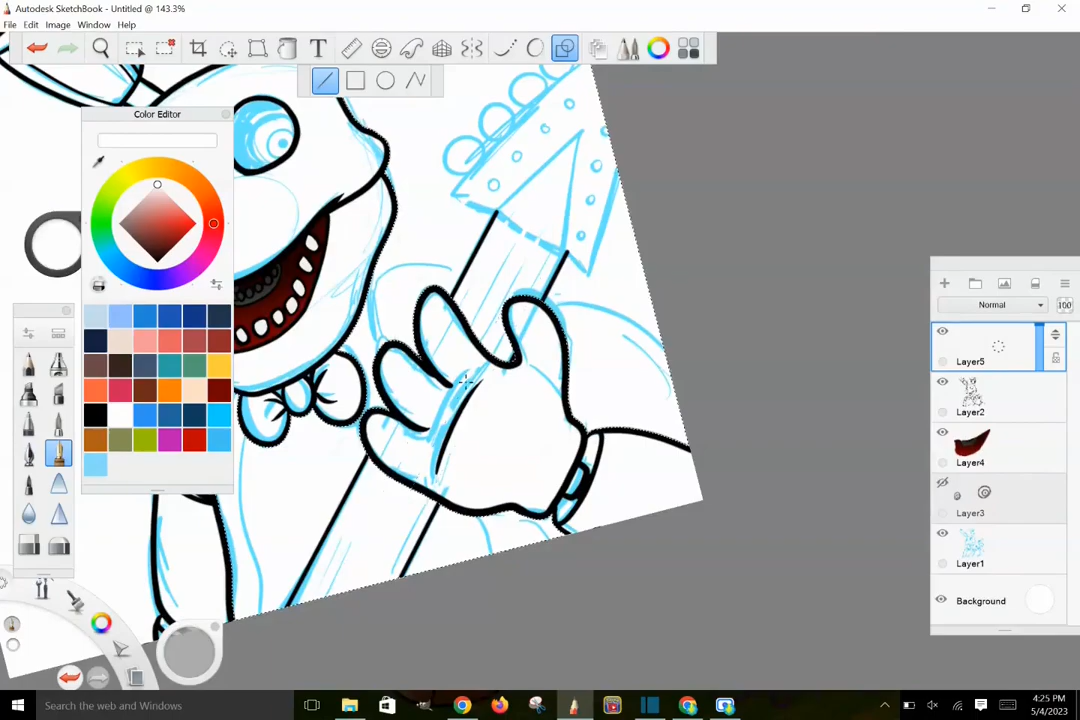 Autodesk SketchBook - Untitled @ 143.3%
File Edit Image Window Help
T
Color Editor
Normal
100
Layer5
Layer2
Layer4
Layer3
Layer1
Background
Search the web and Windows
4:25 PM
5/4/2023